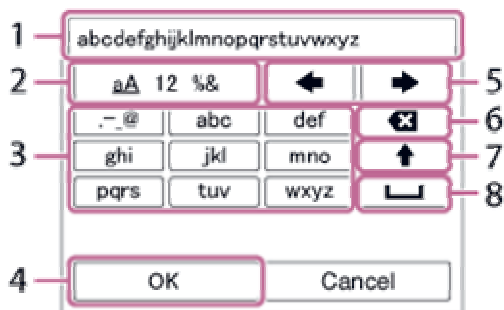 1 abcdefghijklmnopqrstuvwxyz
2 aA 12 %& 5
.-_@ abc def 6
3 ghi jkl mno 7
pqrs tuv wxyz 8
4 OK Cancel